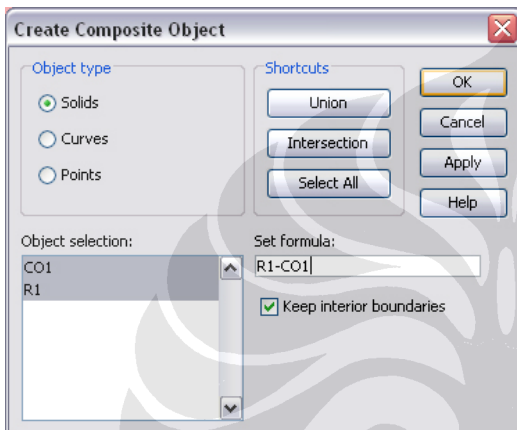 Create Composite Object
Object type
Solids
Curves
Points
Shortcuts
Union
Intersection
Select All
OK
Cancel
Apply
Help
Object selection:
CO1
R1
Set formula:
R1-CO1
Keep interior boundaries